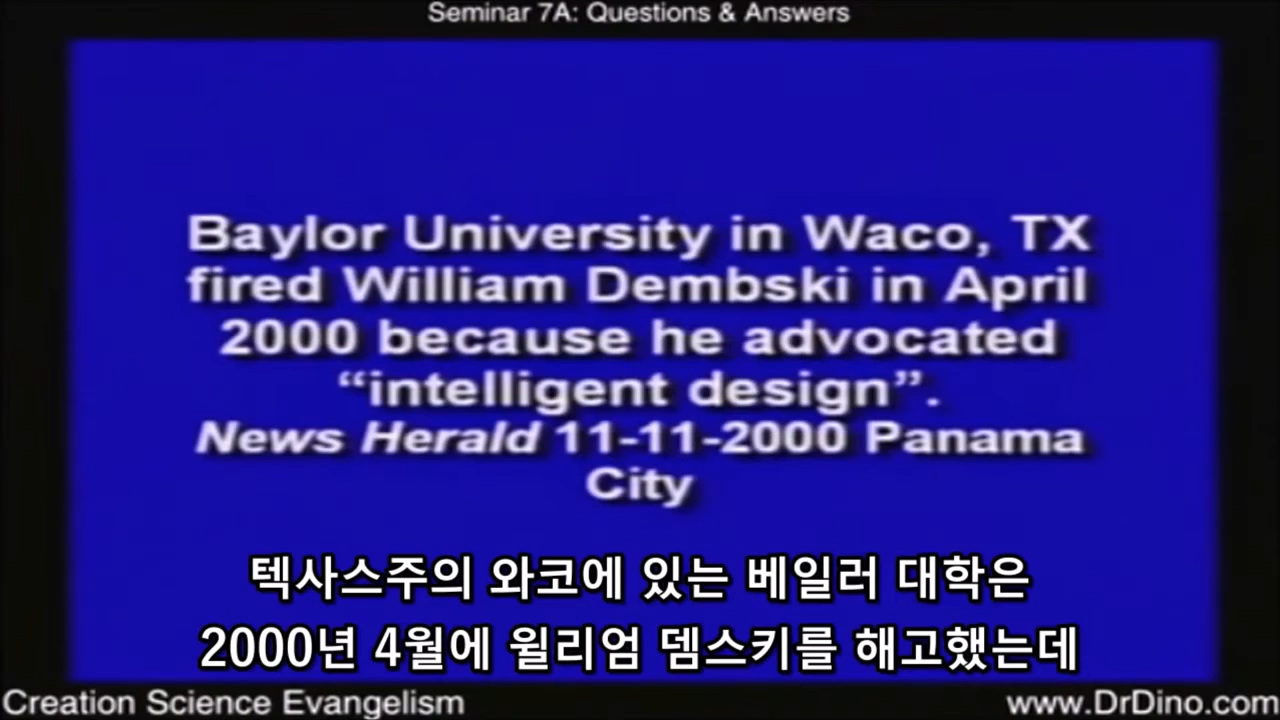 Seminar 7A: Questions & Answers
Baylor University in Waco, TX
fired William Dembski in April
2000 because he advocated
“intelligent design”.
News Herald 11-11-2000 Panama
City
텍사스주의 와코에 있는 베일러 대학은
2000년 4월에 윌리엄 뎀스키를 해고했는데
Creation Science Evangelism
www.DrDino.com